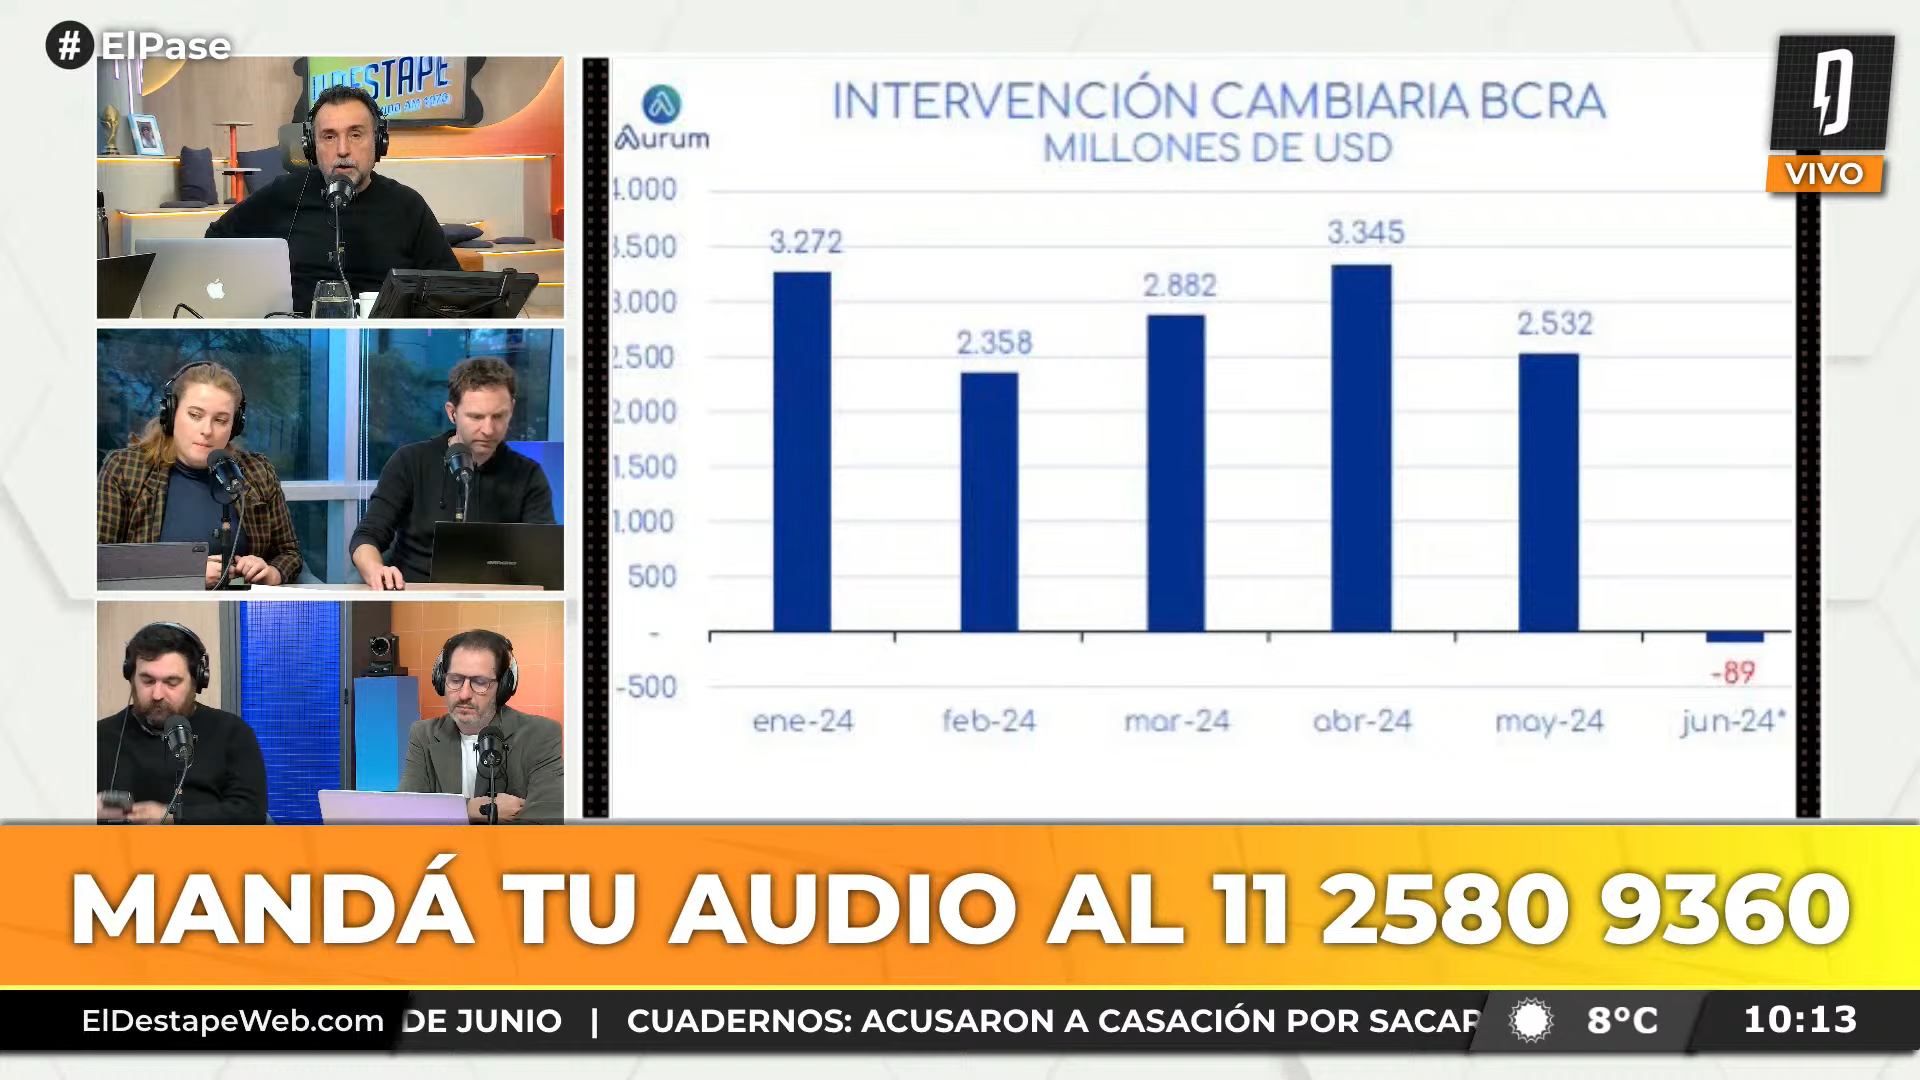 # ElPase
VIVO
Aurum
INTERVENCIÓN CAMBIARIA BCRA
MILLONES DE USD
4.000
3.500
3.000
2.500
2.000
1.500
1.000
500
-
-500
3.272
2.358
2.882
3.345
2.532
-89
ene-24
feb-24
mar-24
abr-24
may-24
jun-24*
MANDÁ TU AUDIO AL 11 2580 9360
ElDestapeWeb.com
DE JUNIO | CUADERNOS: ACUSARON A CASACIÓN POR SACAR
8°C
10:13